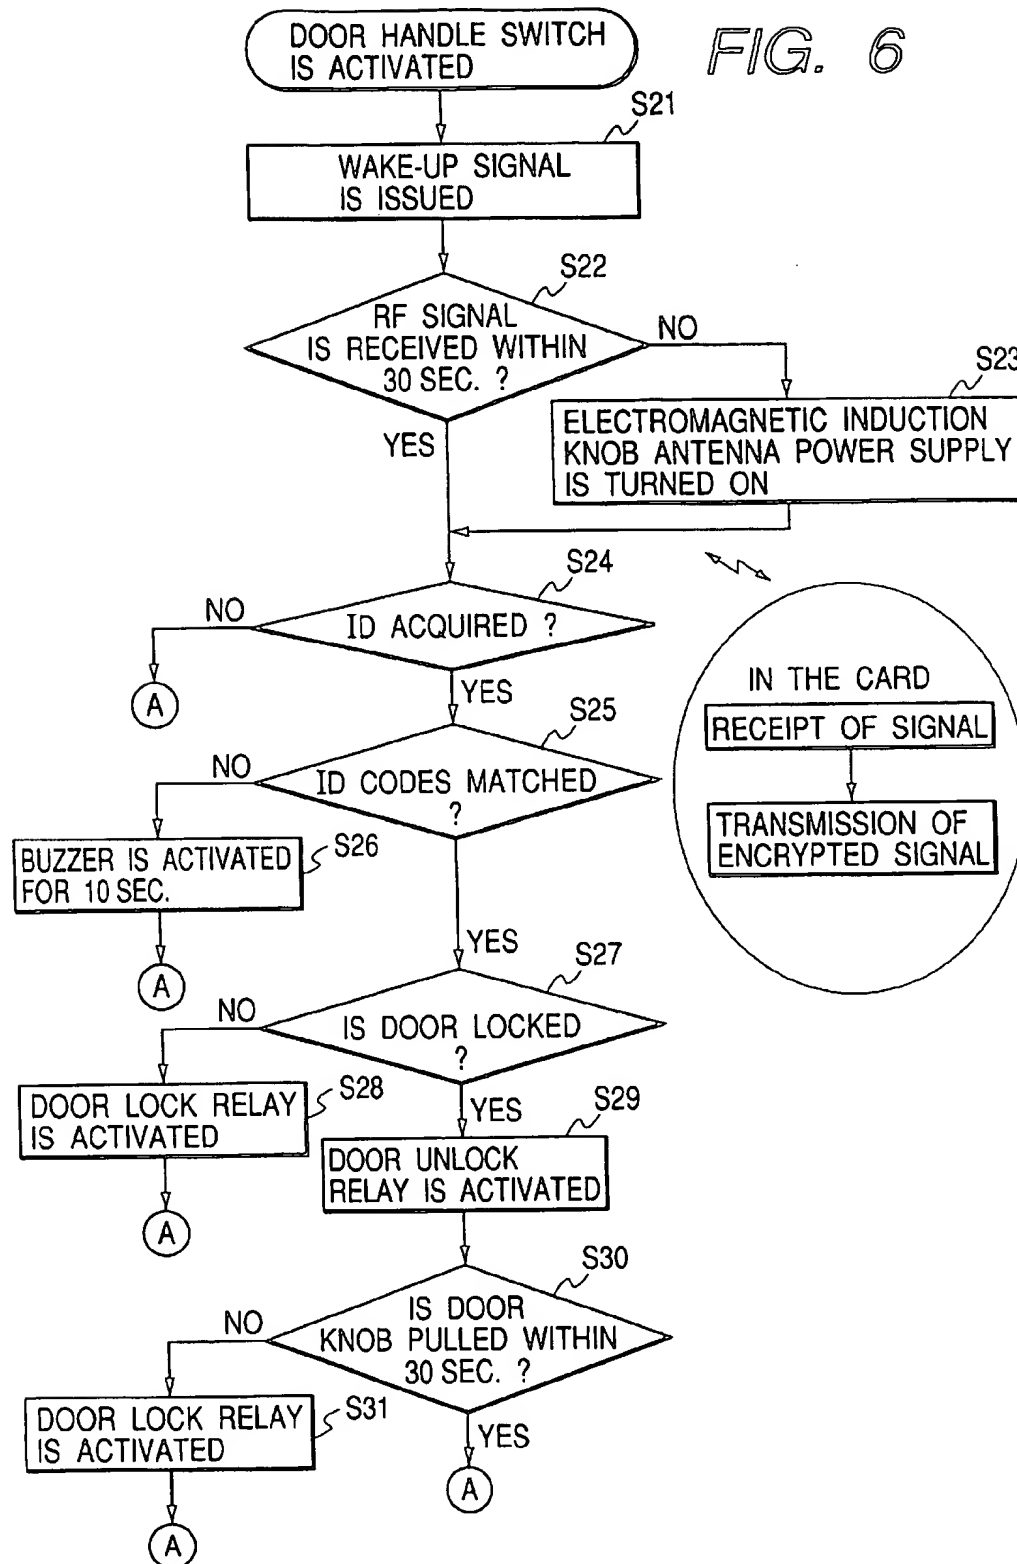 FIG. 6
DOOR HANDLE SWITCH
IS ACTIVATED
S21
WAKE-UP SIGNAL
IS ISSUED
S22
RF SIGNAL
IS RECEIVED WITHIN
30 SEC. ?
NO
YES
S23
ELECTROMAGNETIC INDUCTION
KNOB ANTENNA POWER SUPPLY
IS TURNED ON
S24
ID ACQUIRED ?
NO
A
YES
IN THE CARD
RECEIPT OF SIGNAL
TRANSMISSION OF
ENCRYPTED SIGNAL
S25
ID CODES MATCHED
?
NO
BUZZER IS ACTIVATED
FOR 10 SEC.
S26
A
YES
S27
IS DOOR LOCKED
?
NO
DOOR LOCK RELAY
IS ACTIVATED
S28
A
YES
S29
DOOR UNLOCK
RELAY IS ACTIVATED
S30
IS DOOR
KNOB PULLED WITHIN
30 SEC. ?
NO
DOOR LOCK RELAY
IS ACTIVATED
S31
A
YES
A